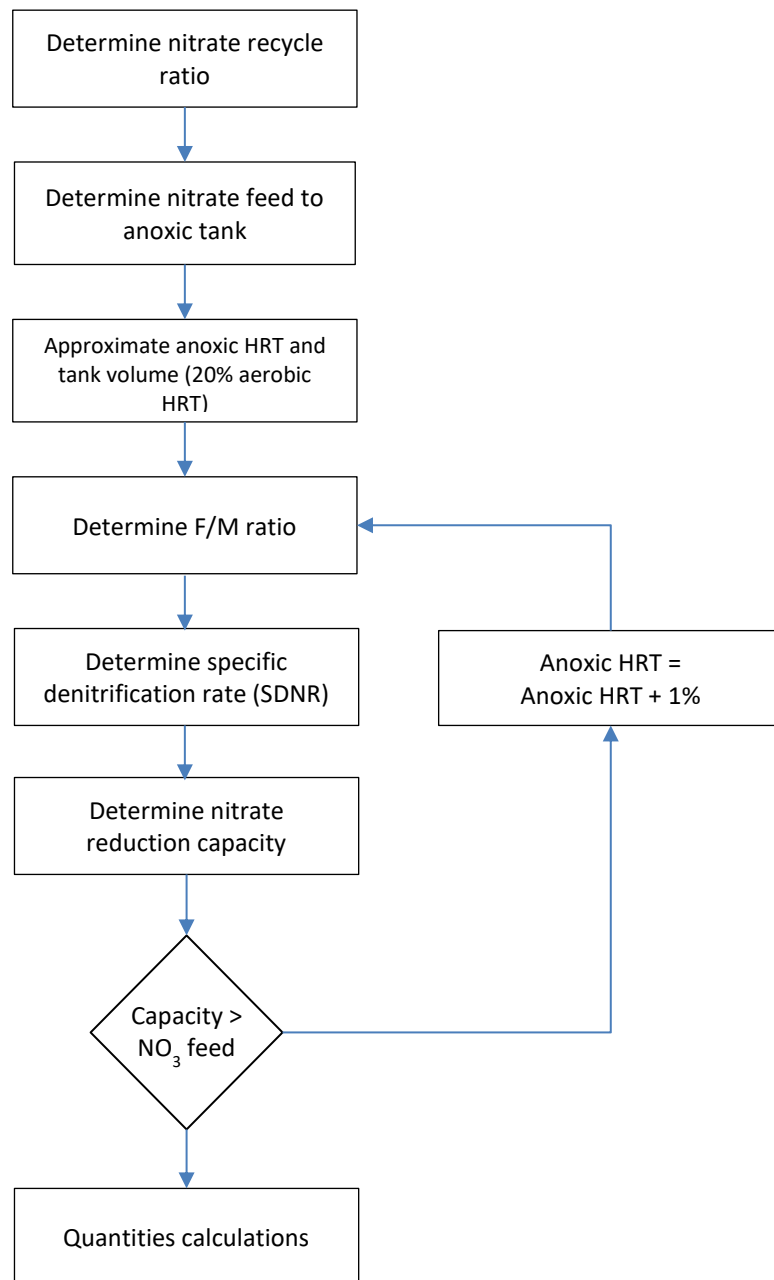 Determine nitrate recycle
ratio
Determine nitrate feed to
anoxic tank
Approximate anoxic HRT and
tank volume (20% aerobic
HRT)
Determine F/M ratio
Determine specific
denitrification rate (SDNR)
Anoxic HRT =
Anoxic HRT + 1%
Determine nitrate
reduction capacity
Capacity >
NO₃ feed
Quantities calculations